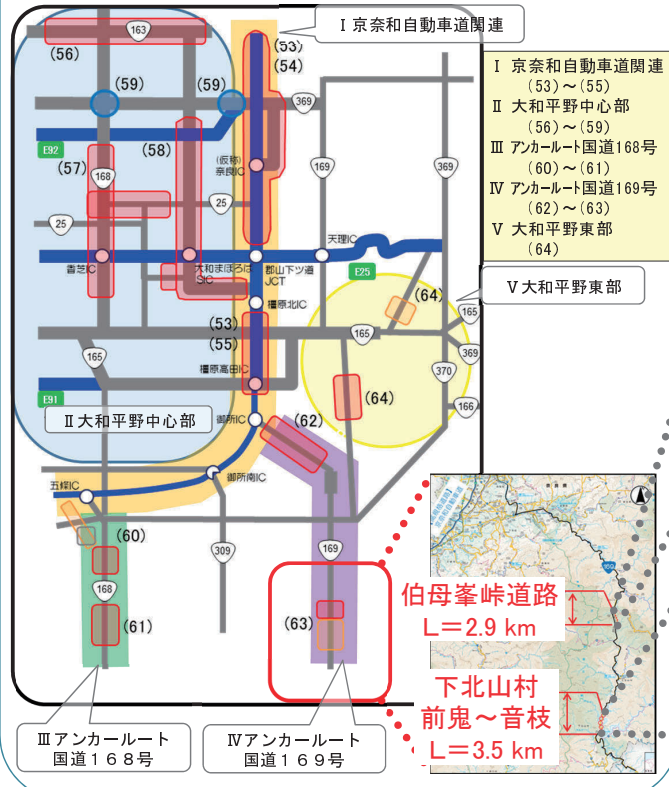 Ⅰ京奈和自動車道関連
163
(56)
(53)
(54)
(59)
(59)
369
E92
(58)
(仮称)
奈良IC
(57)
168
169
369
25
25
天理IC
香芝IC
大和まほろば
SIC
郡山下ツ道
JCT
E25
橿原北IC
(64)
(53)
(55)
165
165
165
369
橿原高田IC
370
E91
(64)
166
Ⅱ大和平野中心部
御所IC
(62)
御所南IC
五條IC
(60)
309
169
168
(61)
(63)
Ⅲアンカールート
国道168号
Ⅳアンカールート
国道169号
Ⅰ 京奈和自動車道関連
(53)～(55)
Ⅱ 大和平野中心部
(56)～(59)
Ⅲ アンカールート国道168号
(60)～(61)
Ⅳ アンカールート国道169号
(62)～(63)
Ⅴ 大和平野東部
(64)
Ⅴ大和平野東部
169
伯母峯峠道路
L＝2.9 km
下北山村
前鬼～音枝
L＝3.5 km